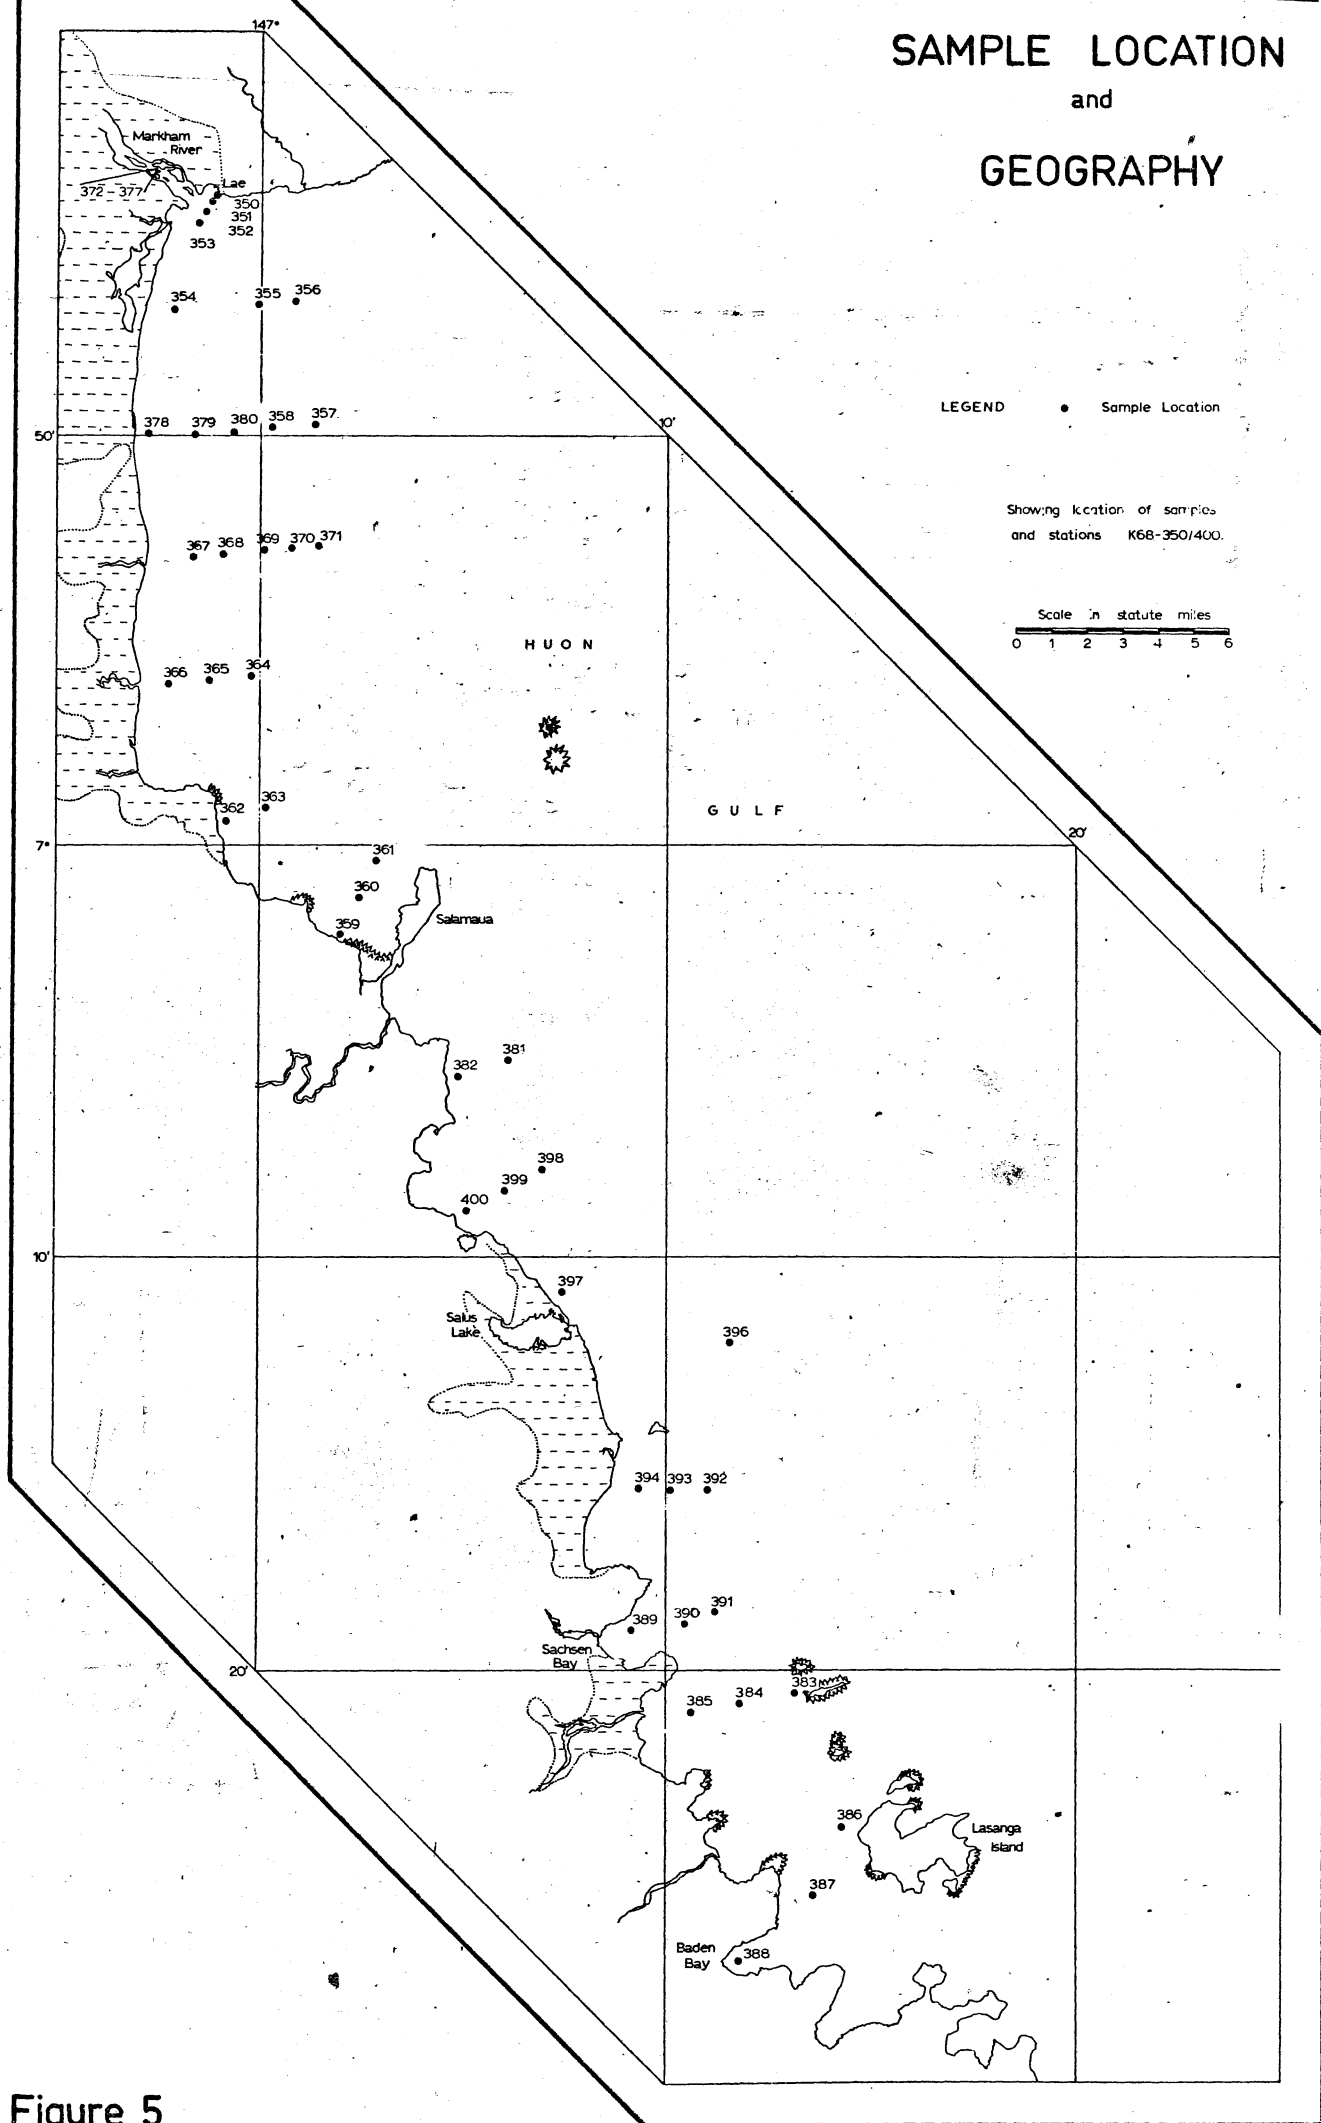 SAMPLE LOCATION
and
GEOGRAPHY
147°
Markham
River
372-377
Lae
350
351
352
353
354
355
356
LEGEND
Sample Location
378
379
380
358
357
50'
10'
Showing location of samples
and stations K68-350/400.
367
368
369
370
371
Scale in statute miles
0 1 2 3 4 5 6
HUON
366
365
364
GULF
362
363
7°
20'
361
360
359
Salamaua
381
382
398
399
400
10'
397
Salus
Lake
396
394
393
392
391
390
389
Sachsen
Bay
20'
383
384
385
386
Lasanga
Island
387
Baden
Bay
388
Figure 5